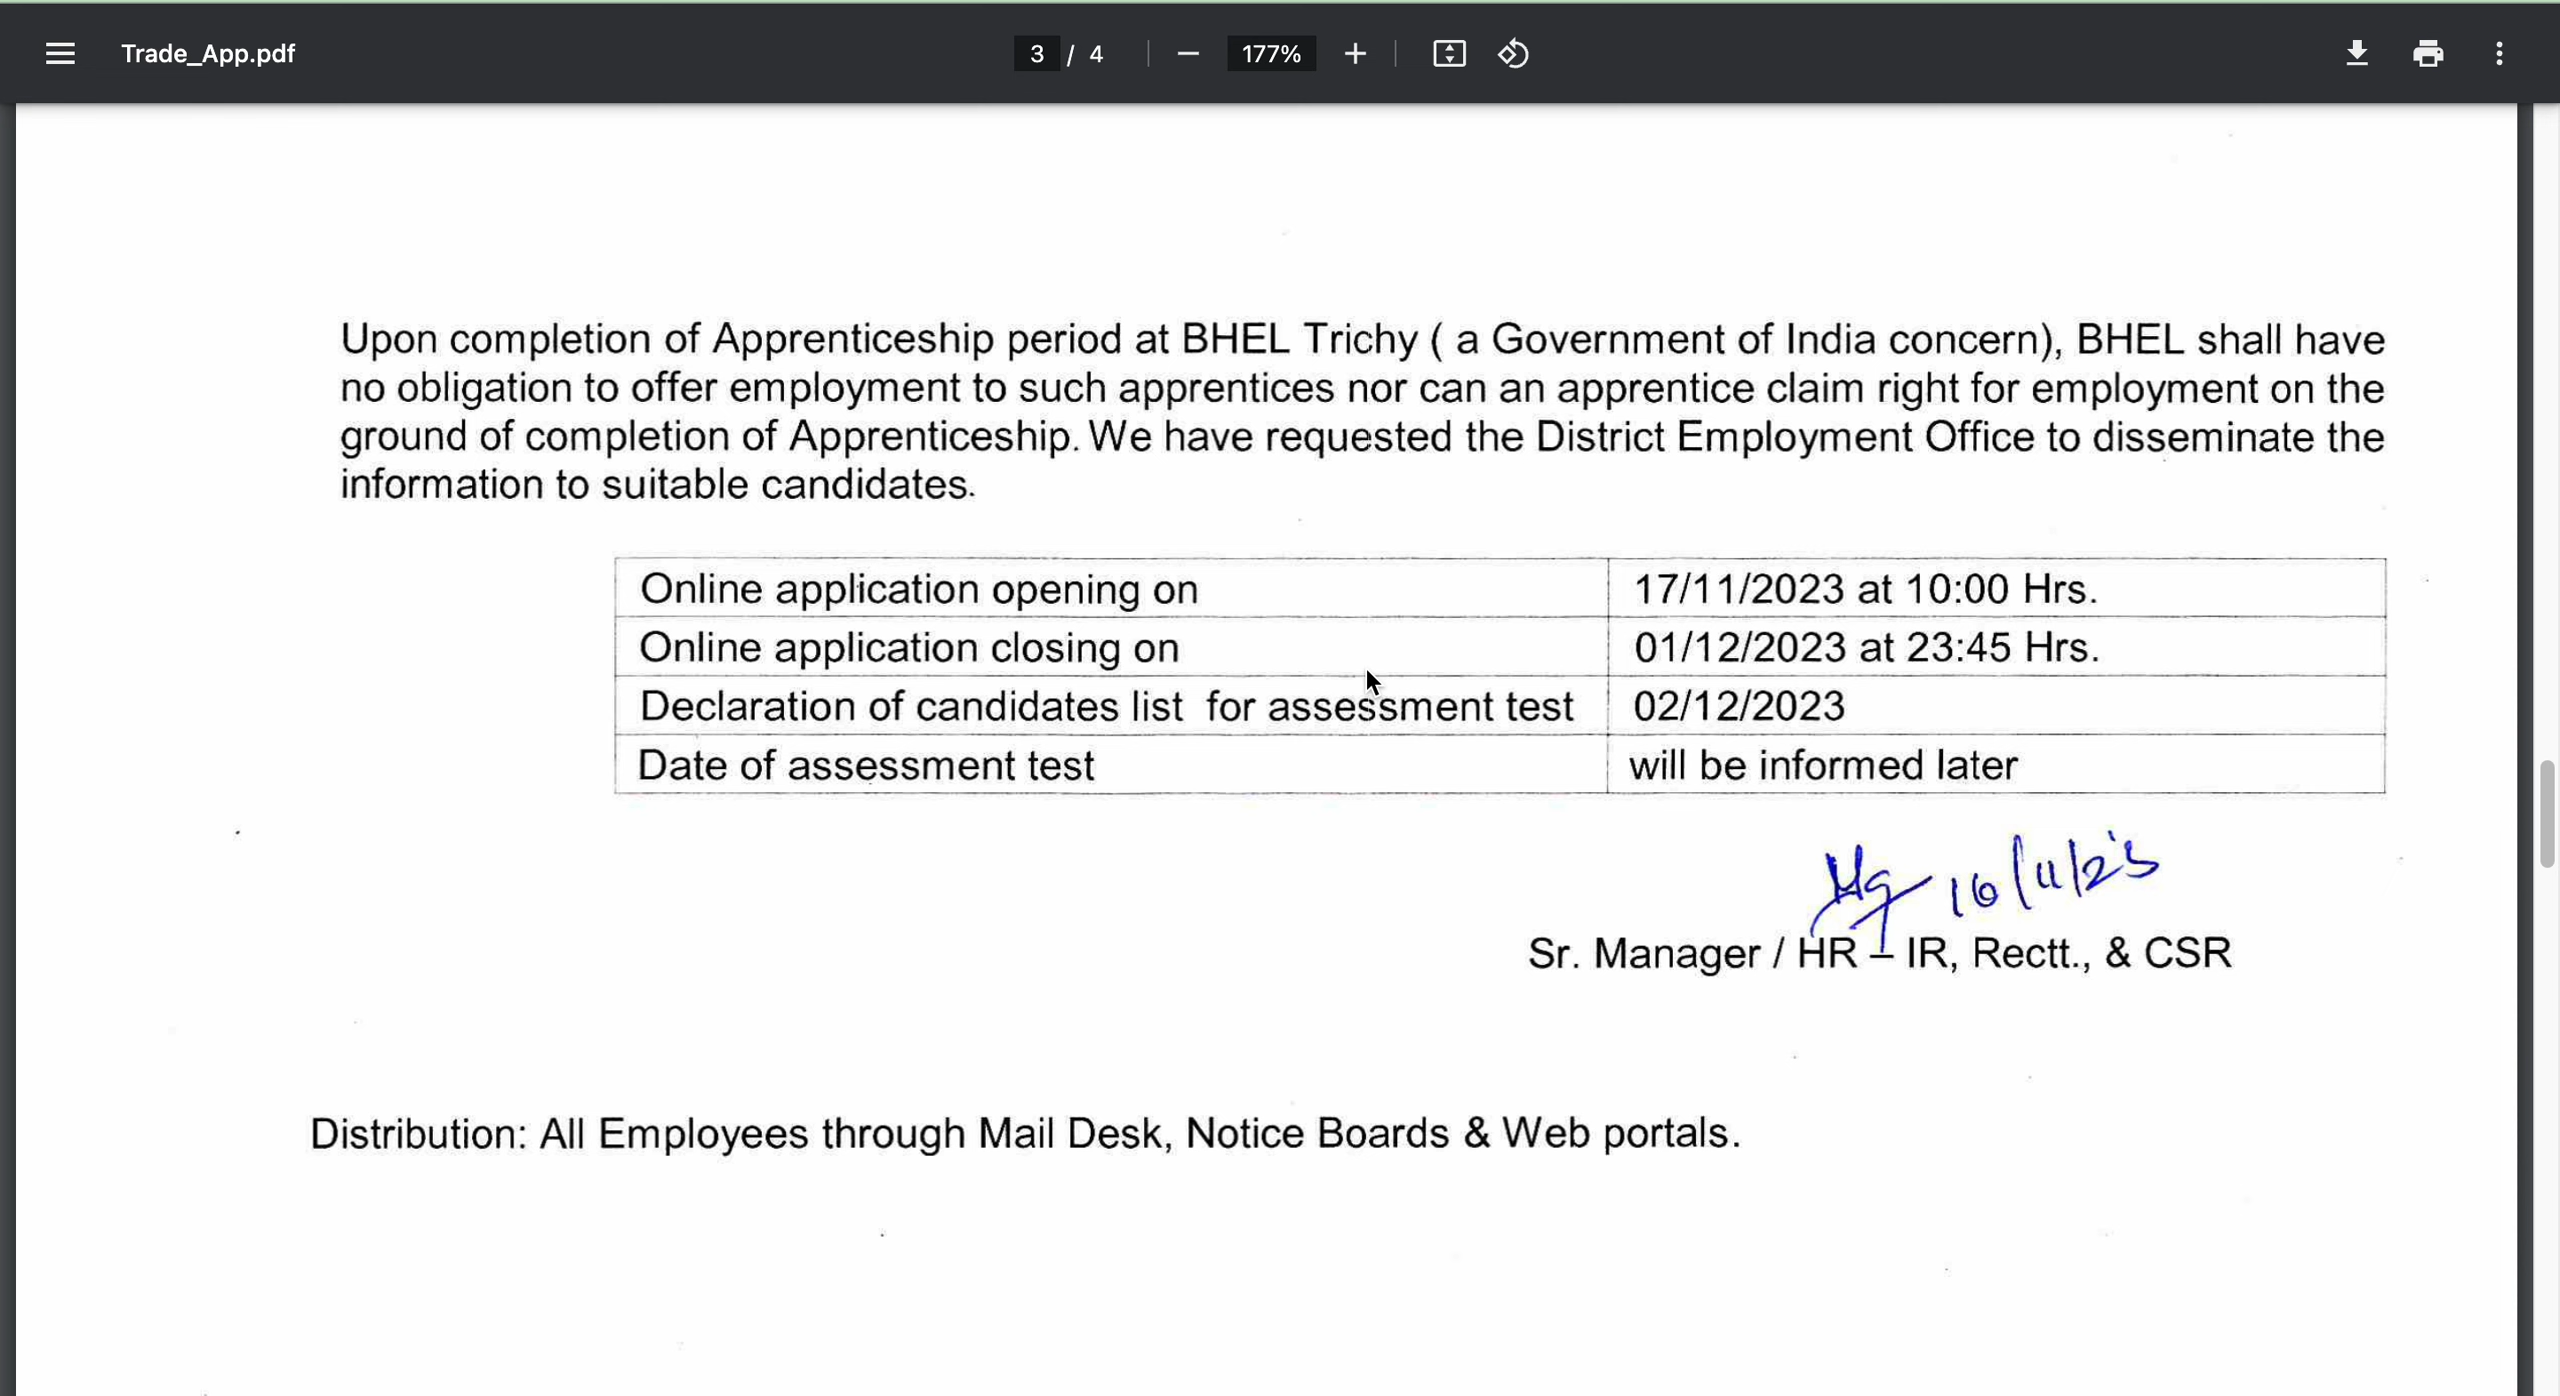 Trade_App.pdf
3 / 4
177%
Upon completion of Apprenticeship period at BHEL Trichy ( a Government of India concern), BHEL shall have
no obligation to offer employment to such apprentices nor can an apprentice claim right for employment on the
ground of completion of Apprenticeship. We have requested the District Employment Office to disseminate the
information to suitable candidates.
Online application opening on 17/11/2023 at 10:00 Hrs.
Online application closing on 01/12/2023 at 23:45 Hrs.
Declaration of candidates list for assessment test 02/12/2023
Date of assessment test will be informed later
Sr. Manager / HR – IR, Rectt., & CSR
Distribution: All Employees through Mail Desk, Notice Boards & Web portals.